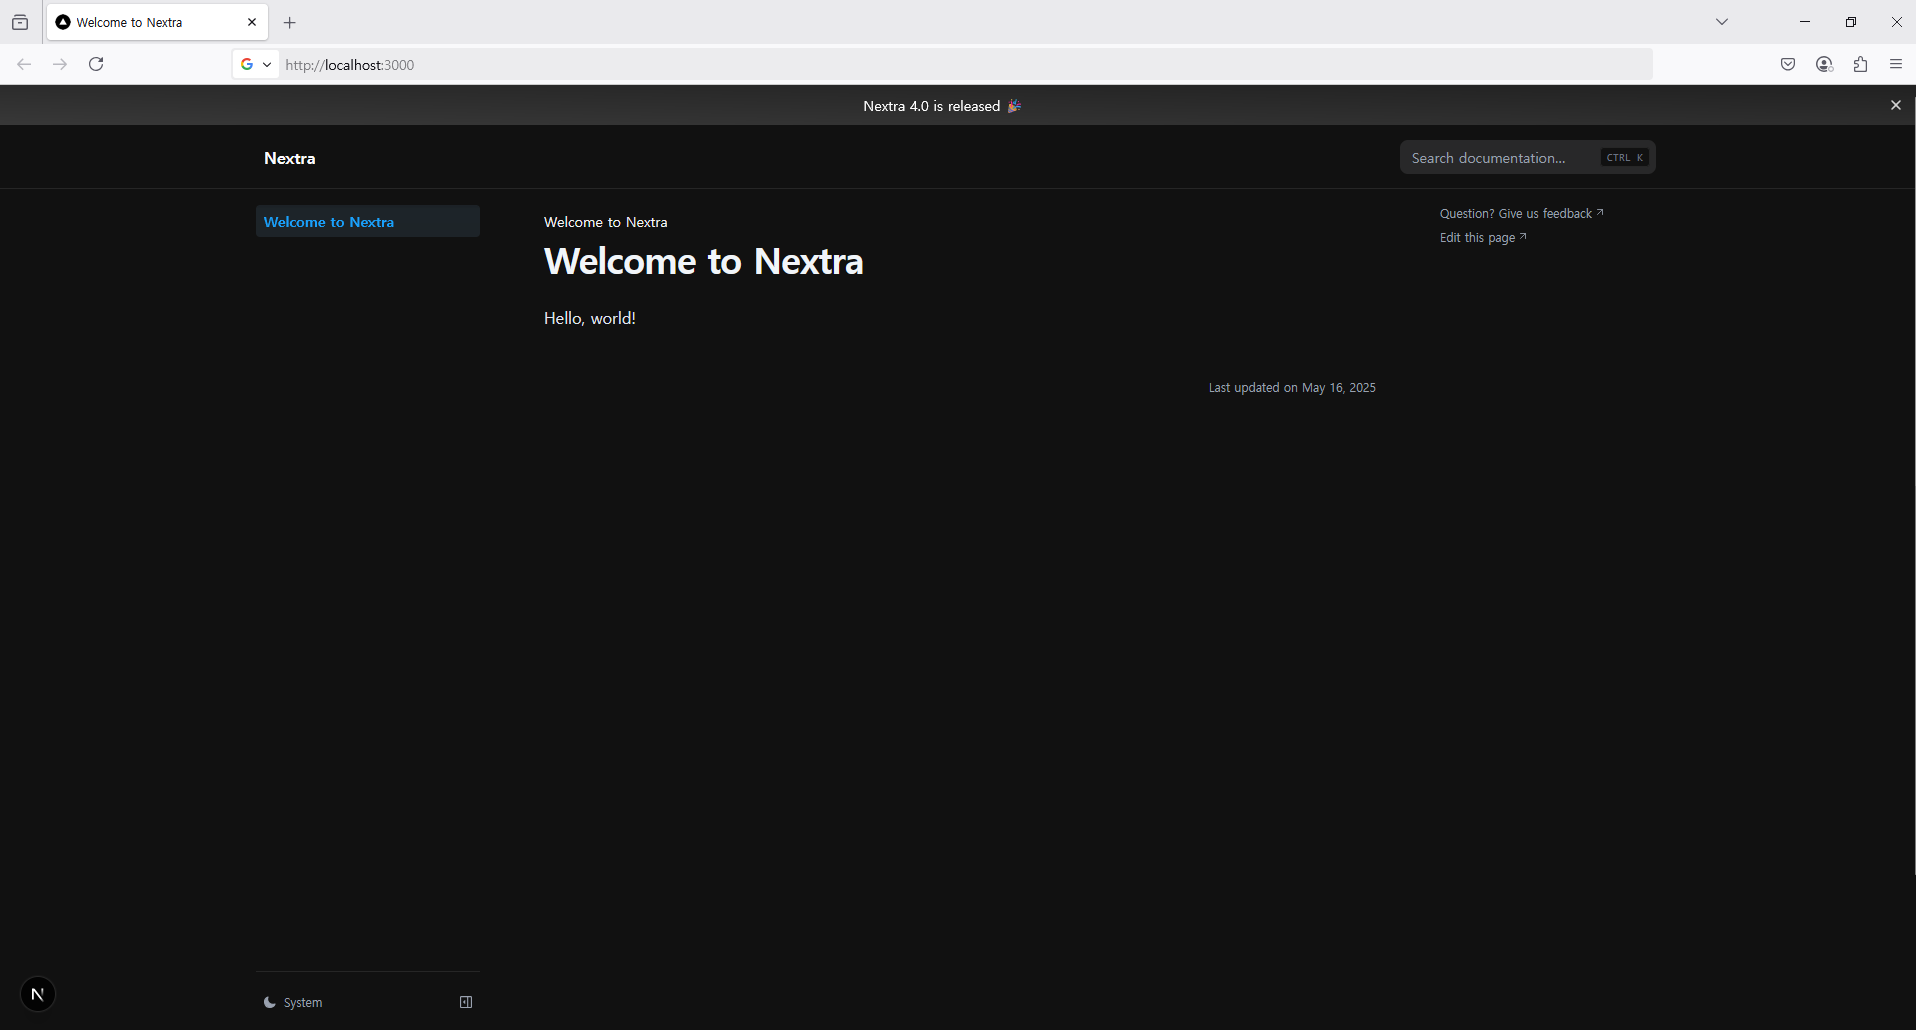 Welcome to Nextra
http://localhost:3000
Nextra 4.0 is released 🎉
Nextra
Search documentation...
CTRL K
Welcome to Nextra
Welcome to Nextra
Welcome to Nextra
Hello, world!
Last updated on May 16, 2025
Question? Give us feedback
Edit this page
System
N